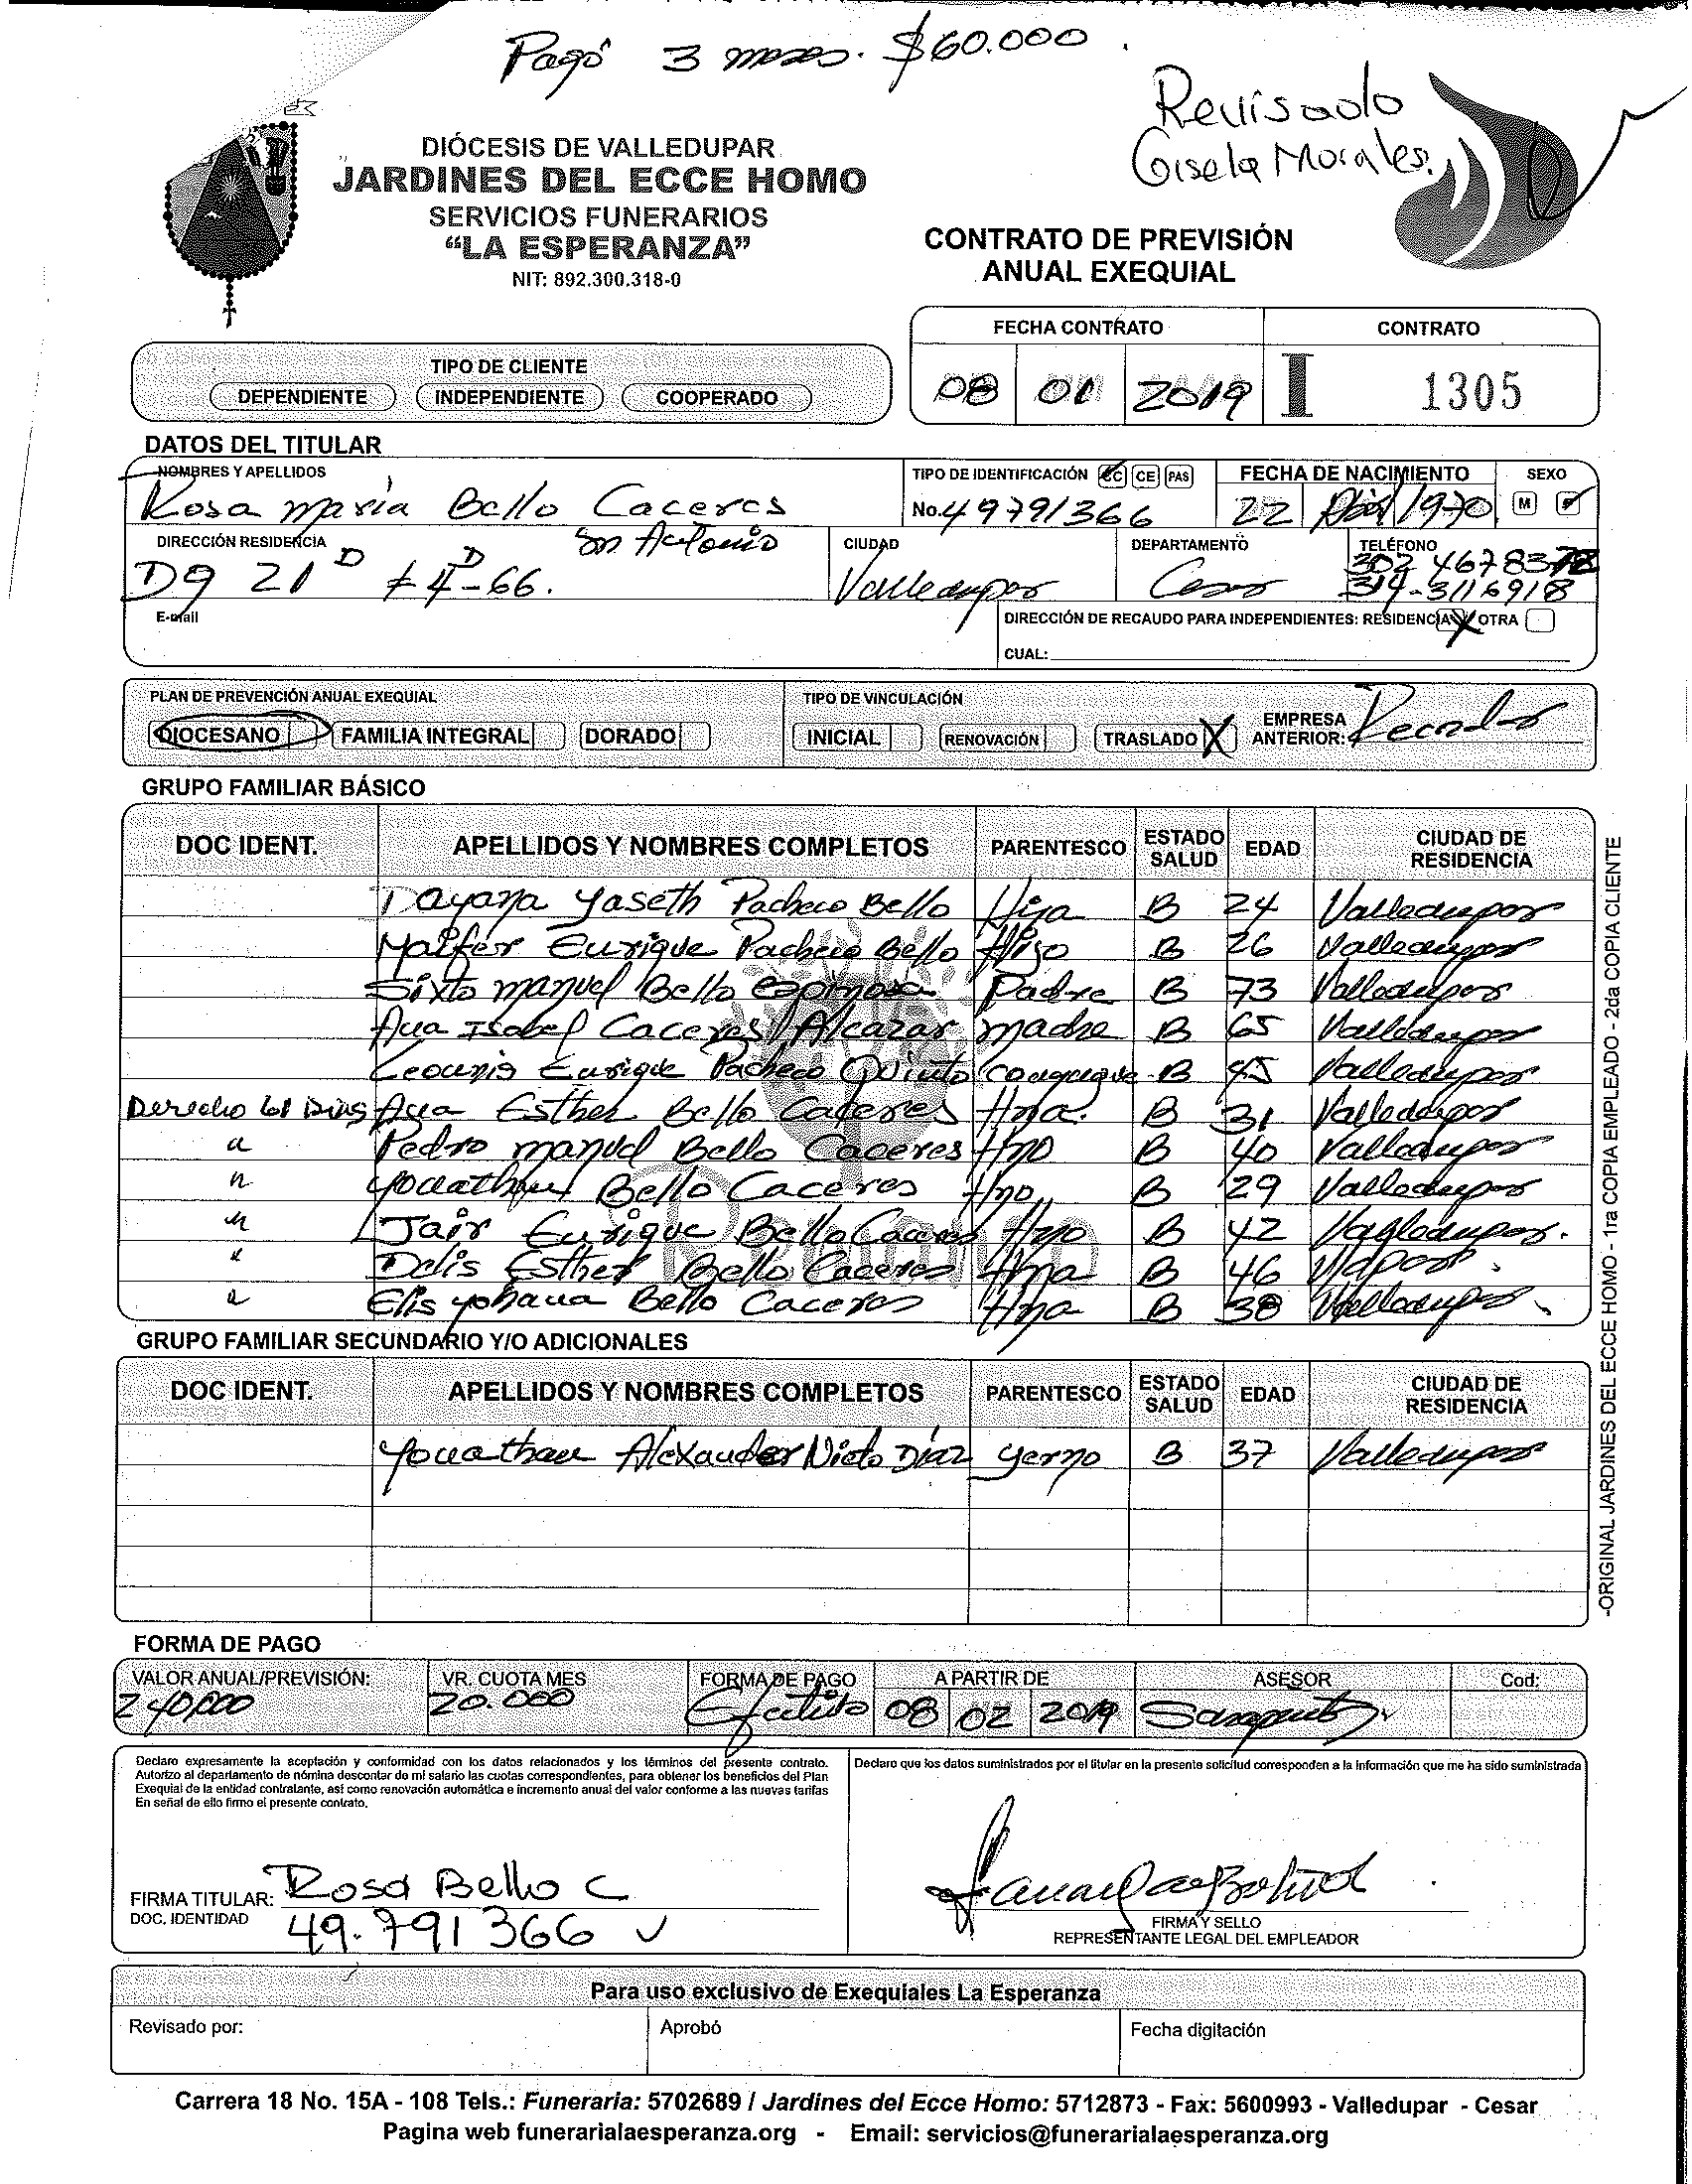 Pagó 3 meses. $60.000.
Revisado
Gisela Morales.
DIÓCESIS DE VALLEDUPAR
JARDINES DEL ECCE HOMO
SERVICIOS FUNERARIOS
“LA ESPERANZA”
NIT: 892.300.318-0
CONTRATO DE PREVISIÓN
ANUAL EXEQUIAL
FECHA CONTRATO CONTRATO
08 01 2019 I 1305
TIPO DE CLIENTE
DEPENDIENTE INDEPENDIENTE COOPERADO
DATOS DEL TITULAR
NOMBRES Y APELLIDOS TIPO DE IDENTIFICACIÓN CC CE PAS FECHA DE NACIMIENTO SEXO
Rosa maria Bello Caceres No. 49791366 22 Abril 1970 M F
DIRECCIÓN RESIDENCIA San Antonio CIUDAD DEPARTAMENTO TELÉFONO
Dg 21 D # 4 D - 66. Valledupar Cesar 302 4678372
314-3116918
E-mail DIRECCIÓN DE RECAUDO PARA INDEPENDIENTES: RESIDENCIA X OTRA
CUAL:
PLAN DE PREVENCIÓN ANUAL EXEQUIAL TIPO DE VINCULACIÓN
DIOCESANO FAMILIA INTEGRAL DORADO INICIAL RENOVACIÓN TRASLADO X EMPRESA ANTERIOR:
GRUPO FAMILIAR BÁSICO
DOC IDENT. APELLIDOS Y NOMBRES COMPLETOS PARENTESCO ESTADO SALUD EDAD CIUDAD DE RESIDENCIA
Dayana Yaseth Pacheco Bello Hija B 24 Valledupar
Malfer Enrique Pacheco Bello Hijo B 26 Valledupar
Sixto manuel Bello Espinosa Padre B 73 Valledupar
Ana Isabel Caceres Alcazar madre B 65 Valledupar
Leounis Enrique Pacheco Quinto B 45 Valledupar
Derecho 61 Dias Ana Esther Bello Caceres Hna. B 31 Valledupar
" Pedro manuel Bello Caceres Hno B 40 Valledupar
" Yonathan Bello Caceres Hno B 29 Valledupar
" Jair Enrique Bello Caceres Hno B 42 Valledupar.
" Delis Esther Bello Caceres Hna B 46 V/dpar.
" Elis yohana Bello Caceres Hna B 38 Valledupar
GRUPO FAMILIAR SECUNDARIO Y/O ADICIONALES
DOC IDENT. APELLIDOS Y NOMBRES COMPLETOS PARENTESCO ESTADO SALUD EDAD CIUDAD DE RESIDENCIA
Yonathan Alexander Nieto Díaz yerno B 37 Valledupar
-ORIGINAL JARDINES DEL ECCE HOMO - 1ra COPIA EMPLEADO - 2da COPIA CLIENTE
FORMA DE PAGO
VALOR ANUAL/PREVISIÓN: VR. CUOTA MES FORMA DE PAGO A PARTIR DE ASESOR Cod:
240.000 20.000 Efectivo 08 02 2019
Declaro expresamente la aceptación y conformidad con los datos relacionados y los términos del presente contrato.
Autorizo al departamento de nómina descontar de mi salario las cuotas correspondientes, para obtener los beneficios del Plan
Exequial de la entidad contratante, así como renovación automática e incremento anual del valor conforme a las nuevas tarifas
En señal de ello firmo el presente contrato.
Declaro que los datos suministrados por el titular en la presente solicitud corresponden a la información que me ha sido suministrada
FIRMA TITULAR: Rosa Bello C
DOC. IDENTIDAD 49.791366
FIRMA Y SELLO
REPRESENTANTE LEGAL DEL EMPLEADOR
Para uso exclusivo de Exequiales La Esperanza
Revisado por: Aprobó Fecha digitación
Carrera 18 No. 15A - 108 Tels.: Funeraria: 5702689 / Jardines del Ecce Homo: 5712873 - Fax: 5600993 - Valledupar - Cesar
Pagina web funerarialaesperanza.org - Email: servicios@funerarialaesperanza.org